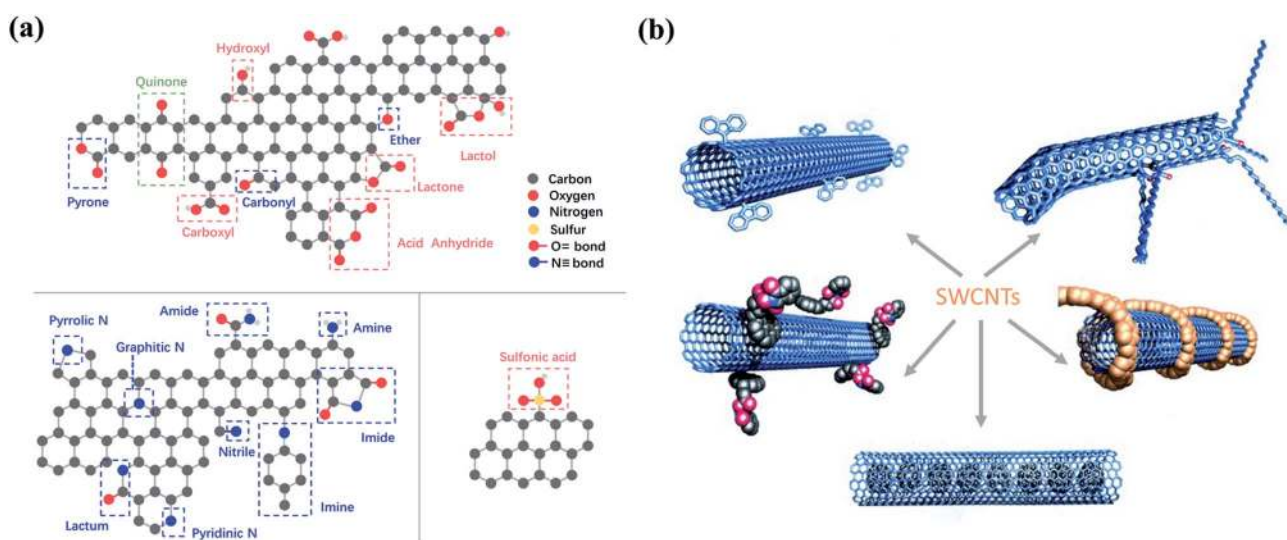 (a)
Hydroxyl
Quinone
Ether
Lactol
Pyrone
Lactone
Carbonyl
Carboxyl
Acid Anhydride
Carbon
Oxygen
Nitrogen
Sulfur
O= bond
N≡ bond
Amide
Amine
Pyrrolic N
Graphitic N
Imide
Nitrile
Imine
Lactum
Pyridinic N
Sulfonic acid
(b)
SWCNTs